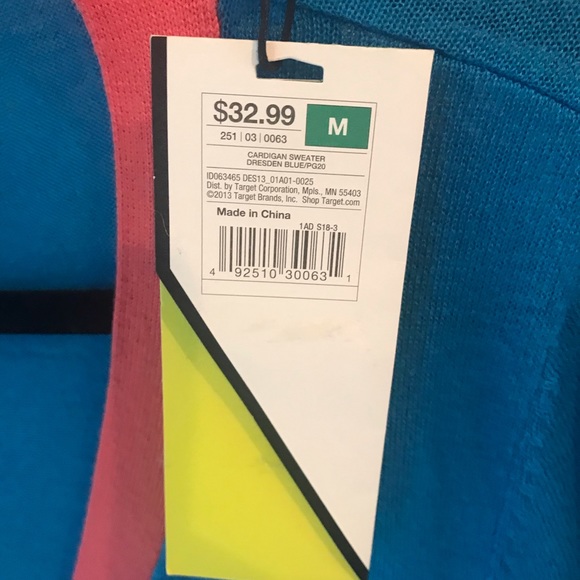 $32.99 M
251 | 03 | 0063
CARDIGAN SWEATER
DRESDEN BLUE/PG20
ID063465 DES13_01A01-0025
Dist. by Target Corporation, Mpls., MN 55403
©2013 Target Brands, Inc. Shop Target.com
Made in China
1AD S18-3
4 92510 30063 1